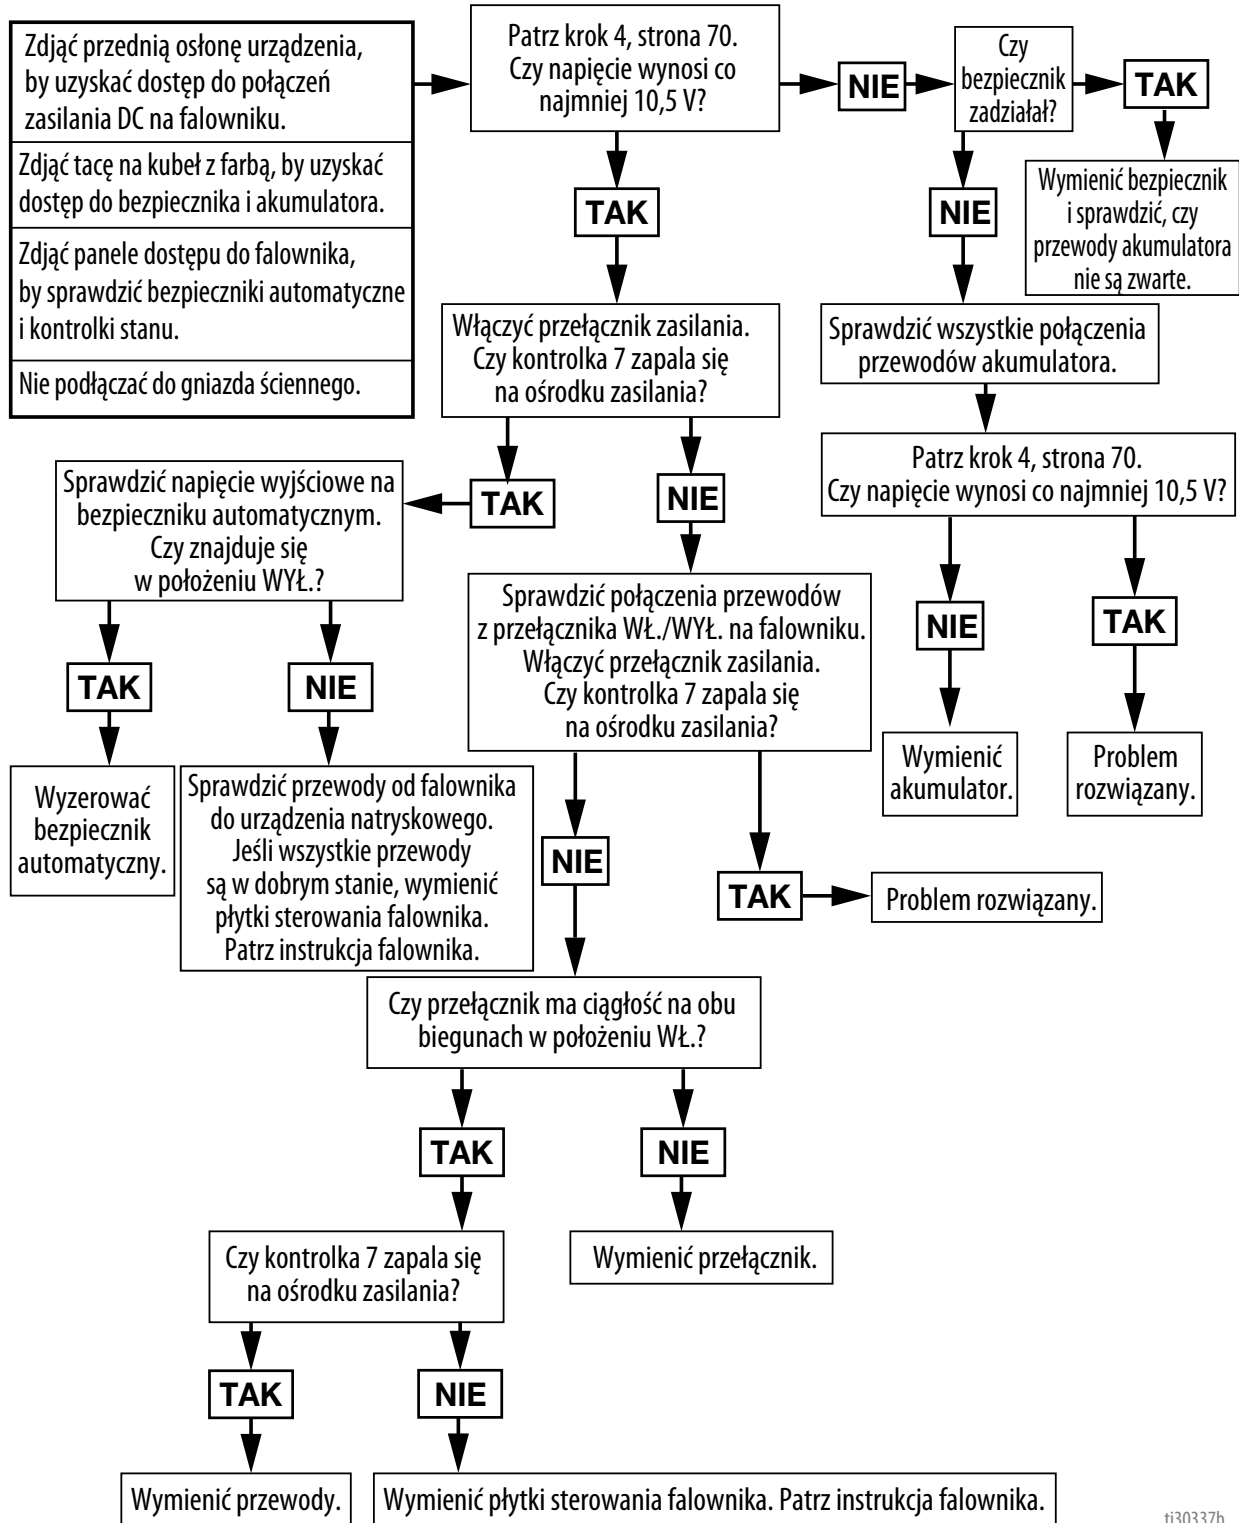 Zdjąć przednią osłonę urządzenia,
by uzyskać dostęp do połączeń
zasilania DC na falowniku.
Zdjąć tacę na kubeł z farbą, by uzyskać
dostęp do bezpiecznika i akumulatora.
Zdjąć panele dostępu do falownika,
by sprawdzić bezpieczniki automatyczne
i kontrolki stanu.
Nie podłączać do gniazda ściennego.
Patrz krok 4, strona 70.
Czy napięcie wynosi co
najmniej 10,5 V?
NIE
Czy
bezpiecznik
zadziałał?
TAK
Wymienić bezpiecznik
i sprawdzić, czy
przewody akumulatora
nie są zwarte.
TAK
NIE
Włączyć przełącznik zasilania.
Czy kontrolka 7 zapala się
na ośrodku zasilania?
Sprawdzić wszystkie połączenia
przewodów akumulatora.
Patrz krok 4, strona 70.
Czy napięcie wynosi co najmniej 10,5 V?
Sprawdzić napięcie wyjściowe na
bezpieczniku automatycznym.
Czy znajduje się
w położeniu WYŁ.?
TAK
NIE
Sprawdzić połączenia przewodów
z przełącznika WŁ./WYŁ. na falowniku.
Włączyć przełącznik zasilania.
Czy kontrolka 7 zapala się
na ośrodku zasilania?
NIE
TAK
TAK
NIE
Wymienić
akumulator.
Problem
rozwiązany.
Wyzerować
bezpiecznik
automatyczny.
Sprawdzić przewody od falownika
do urządzenia natryskowego.
Jeśli wszystkie przewody
są w dobrym stanie, wymienić
płytki sterowania falownika.
Patrz instrukcja falownika.
NIE
TAK
Problem rozwiązany.
Czy przełącznik ma ciągłość na obu
biegunach w położeniu WŁ.?
TAK
NIE
Czy kontrolka 7 zapala się
na ośrodku zasilania?
Wymienić przełącznik.
TAK
NIE
Wymienić przewody.
Wymienić płytki sterowania falownika. Patrz instrukcja falownika.
ti30337b